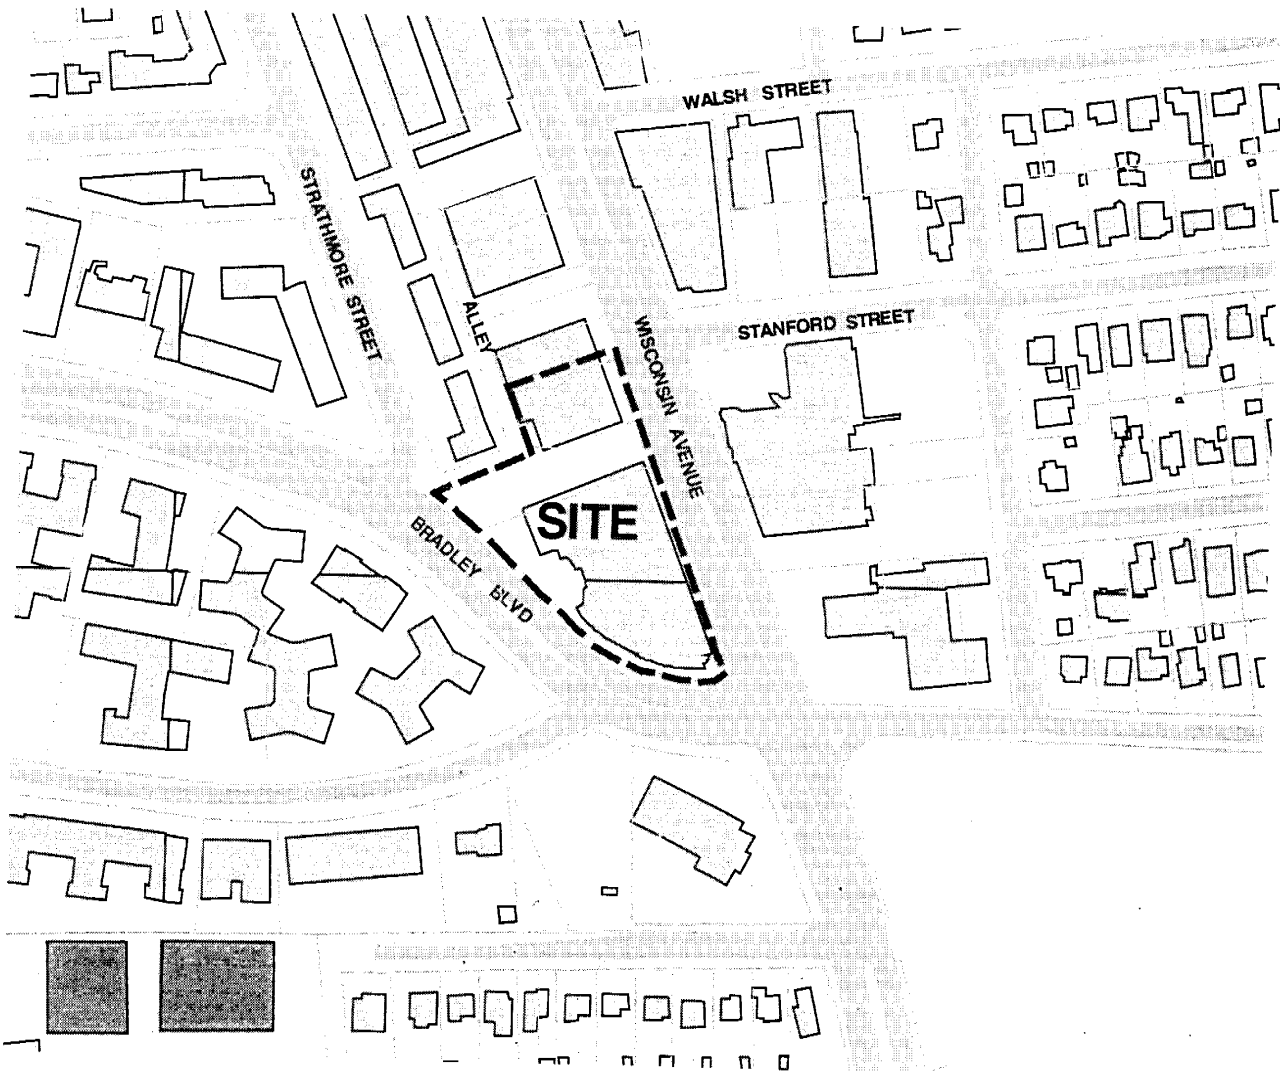 WALSH STREET
STRATHMORE STREET
ALLEY
WISCONSIN AVENUE
STANFORD STREET
SITE
BRADLEY BLVD